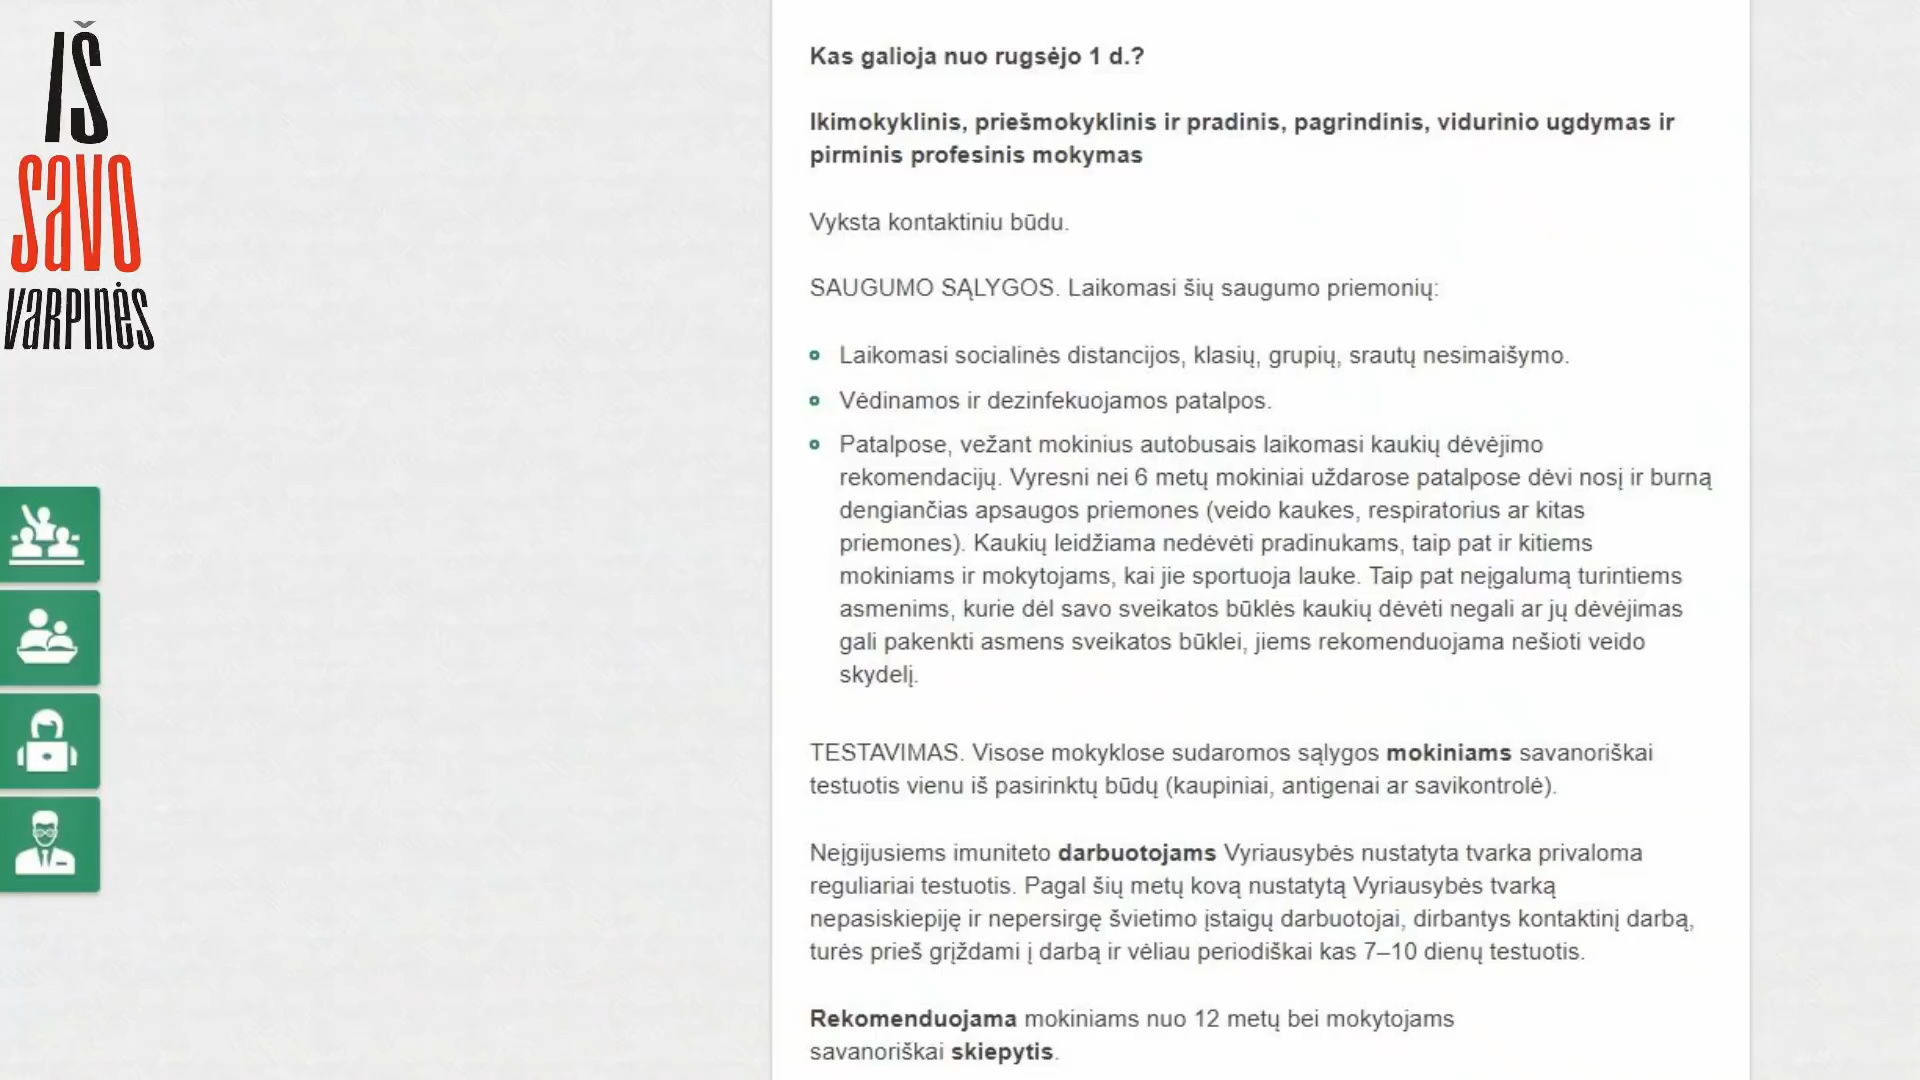 IŠ
SAVO
VARPINĖS
Kas galioja nuo rugsėjo 1 d.?
Ikimokyklinis, priešmokyklinis ir pradinis, pagrindinis, vidurinio ugdymas ir
pirminis profesinis mokymas
Vyksta kontaktiniu būdu.
SAUGUMO SĄLYGOS. Laikomasi šių saugumo priemonių:
Laikomasi socialinės distancijos, klasių, grupių, srautų nesimaišymo.
Vėdinamos ir dezinfekuojamos patalpos.
Patalpose, vežant mokinius autobusais laikomasi kaukių dėvėjimo
rekomendacijų. Vyresni nei 6 metų mokiniai uždarose patalpose dėvi nosį ir burną
dengiančias apsaugos priemones (veido kaukes, respiratorius ar kitas
priemones). Kaukių leidžiama nedėvėti pradinukams, taip pat ir kitiems
mokiniams ir mokytojams, kai jie sportuoja lauke. Taip pat neįgalumą turintiems
asmenims, kurie dėl savo sveikatos būklės kaukių dėvėti negali ar jų dėvėjimas
gali pakenkti asmens sveikatos būklei, jiems rekomenduojama nešioti veido
skydelį.
TESTAVIMAS. Visose mokyklose sudaromos sąlygos mokiniams savanoriškai
testuotis vienu iš pasirinktų būdų (kaupiniai, antigenai ar savikontrolė).
Neįgijusiems imuniteto darbuotojams Vyriausybės nustatyta tvarka privaloma
reguliariai testuotis. Pagal šių metų kovą nustatytą Vyriausybės tvarką
nepasiskiepiję ir nepersirgę švietimo įstaigų darbuotojai, dirbantys kontaktinį darbą,
turės prieš grįždami į darbą ir vėliau periodiškai kas 7–10 dienų testuotis.
Rekomenduojama mokiniams nuo 12 metų bei mokytojams
savanoriškai skiepytis.